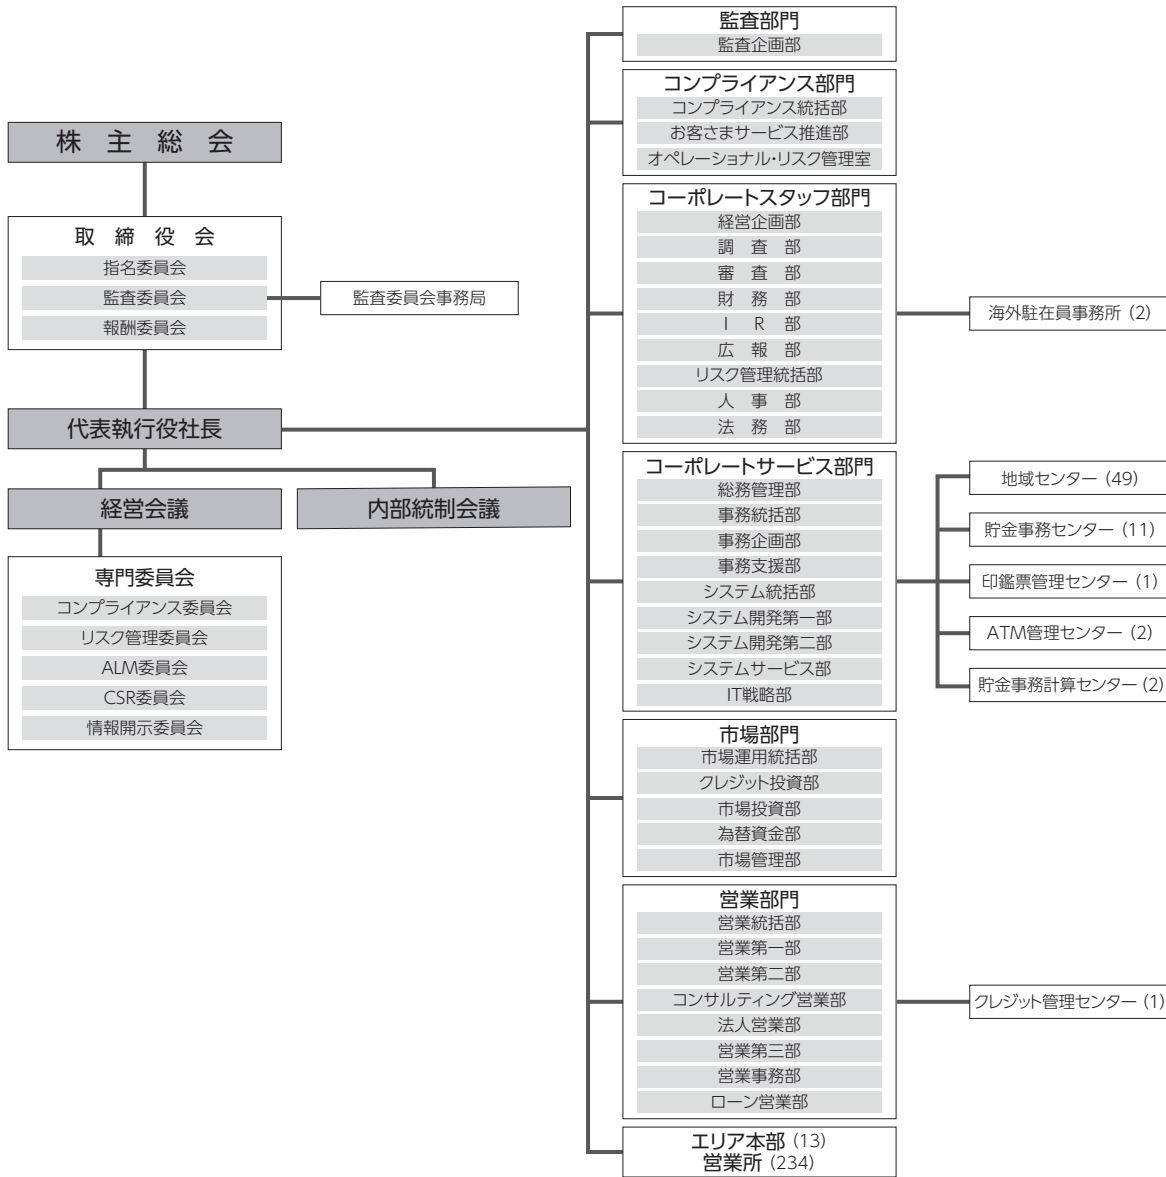 株主総会
取締役会
指名委員会
監査委員会
報酬委員会
監査委員会事務局
代表執行役社長
経営会議
内部統制会議
専門委員会
コンプライアンス委員会
リスク管理委員会
ALM委員会
CSR委員会
情報開示委員会
監査部門
監査企画部
コンプライアンス部門
コンプライアンス統括部
お客さまサービス推進部
オペレーショナル・リスク管理室
コーポレートスタッフ部門
経営企画部
調査部
審査部
財務部
IR部
広報部
リスク管理統括部
人事部
法務部
海外駐在員事務所 (2)
コーポレートサービス部門
総務管理部
事務統括部
事務企画部
事務支援部
システム統括部
システム開発第一部
システム開発第二部
システムサービス部
IT戦略部
地域センター (49)
貯金事務センター (11)
印鑑票管理センター (1)
ATM管理センター (2)
貯金事務計算センター (2)
市場部門
市場運用統括部
クレジット投資部
市場投資部
為替資金部
市場管理部
営業部門
営業統括部
営業第一部
営業第二部
コンサルティング営業部
法人営業部
営業第三部
営業事務部
ローン営業部
クレジット管理センター (1)
エリア本部 (13)
営業所 (234)